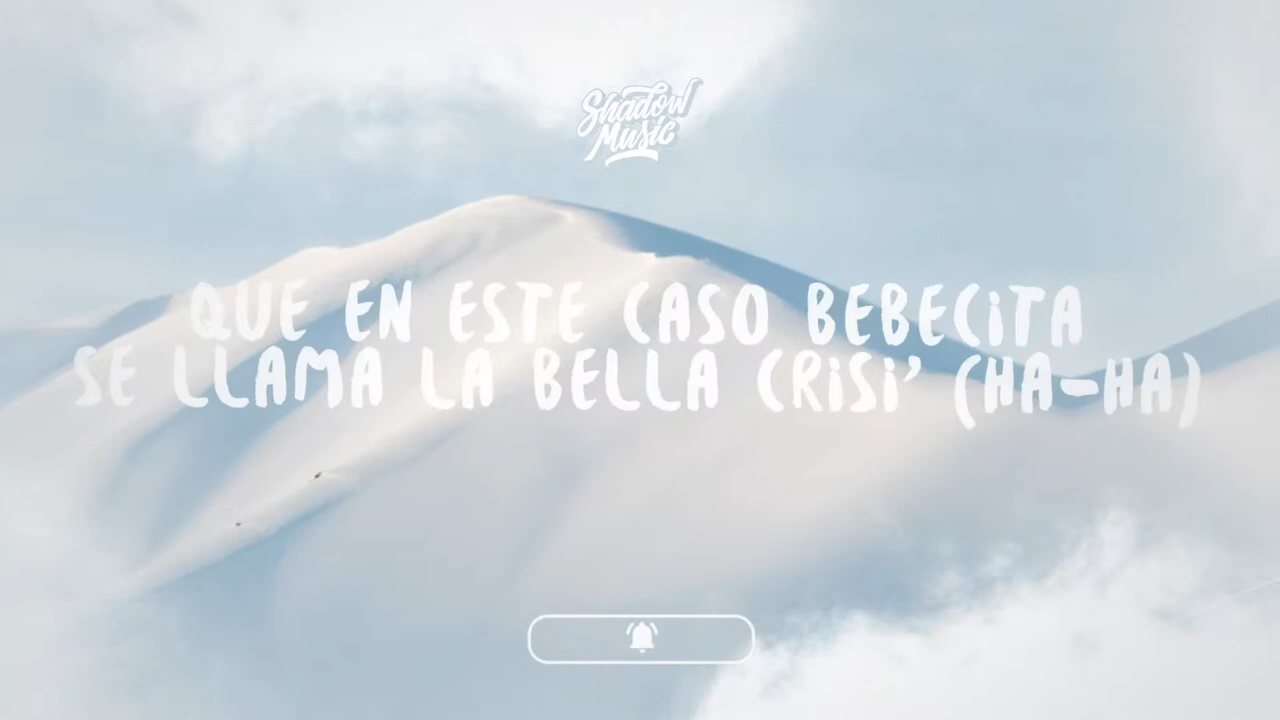 Shadow
Music
QUE EN ESTE CASO BEBECiTA
SE LLAMA LA BELLA CRiSi' (HA-HA)